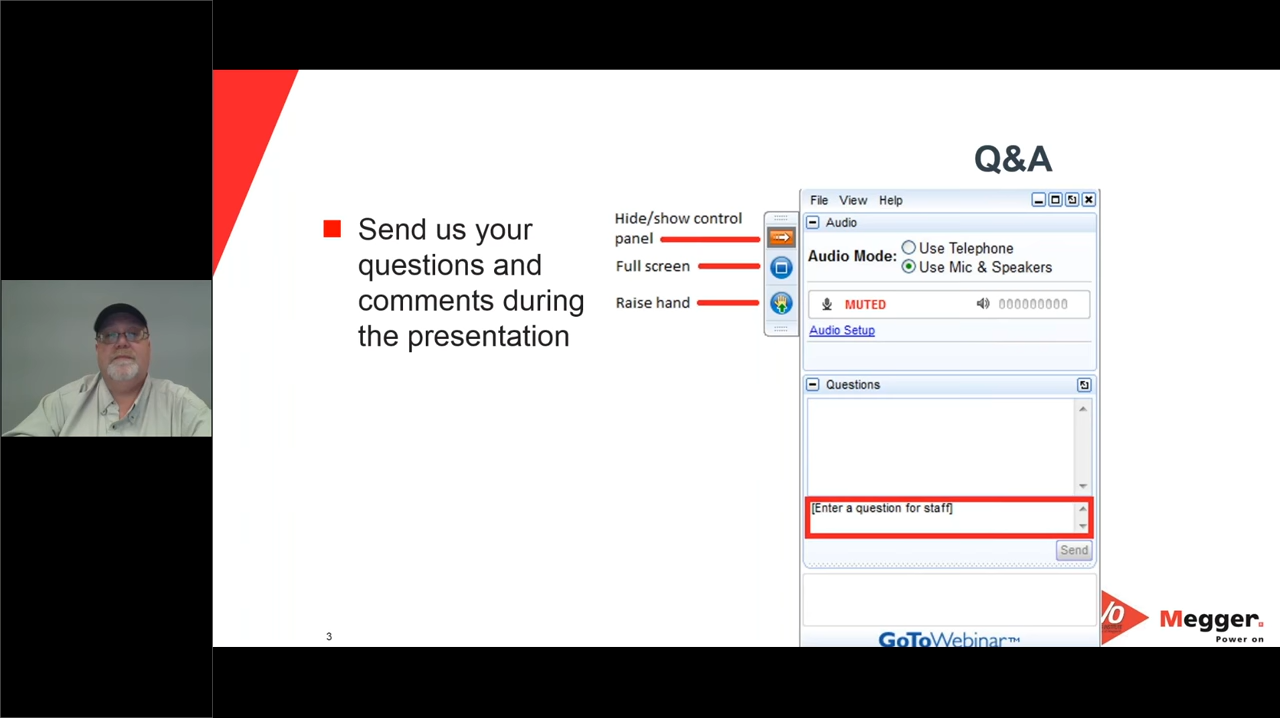 Q&A
Send us your
questions and
comments during
the presentation
Hide/show control
panel
Full screen
Raise hand
File View Help
Audio
Audio Mode: Use Telephone
Use Mic & Speakers
MUTED 000000000
Audio Setup
Questions
[Enter a question for staff]
Send
GoToWebinar™
3
Megger.
Power on